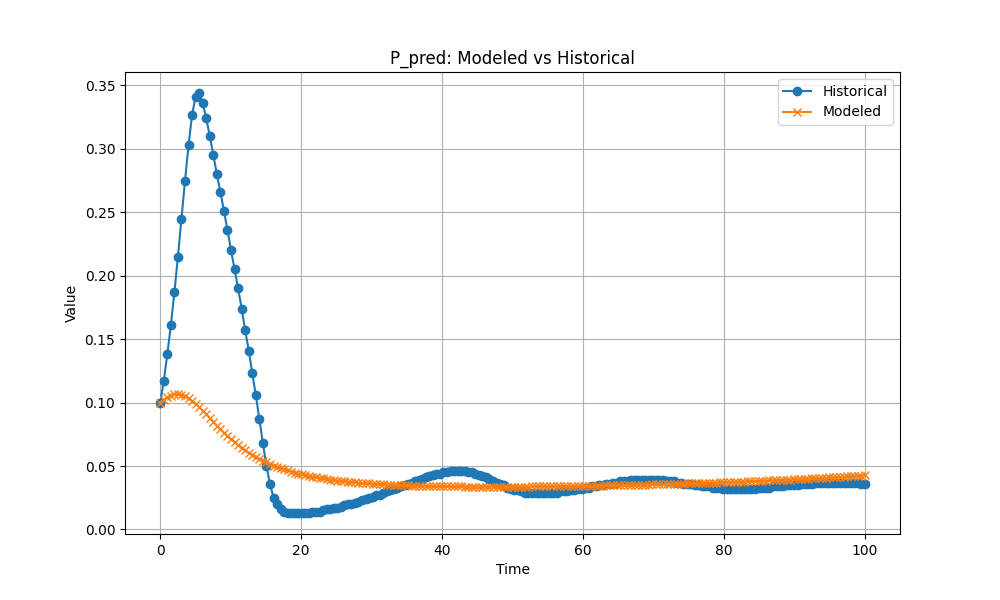 P_pred: Modeled vs Historical
Historical
Modeled
0.35
0.30
0.25
0.20
0.15
0.10
0.05
0.00
Value
0 20 40 60 80 100
Time